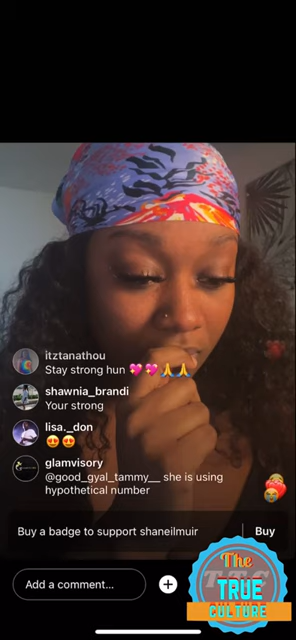 itztanathou
Stay strong hun 💖💖🙏🙏
shawnia_brandi
Your strong
lisa._don
😍😍
glamvisory
@good_gyal_tammy__ she is using
hypothetical number
Buy a badge to support shaneilmuir
Buy
Add a comment...
The
TRUE
CULTURE